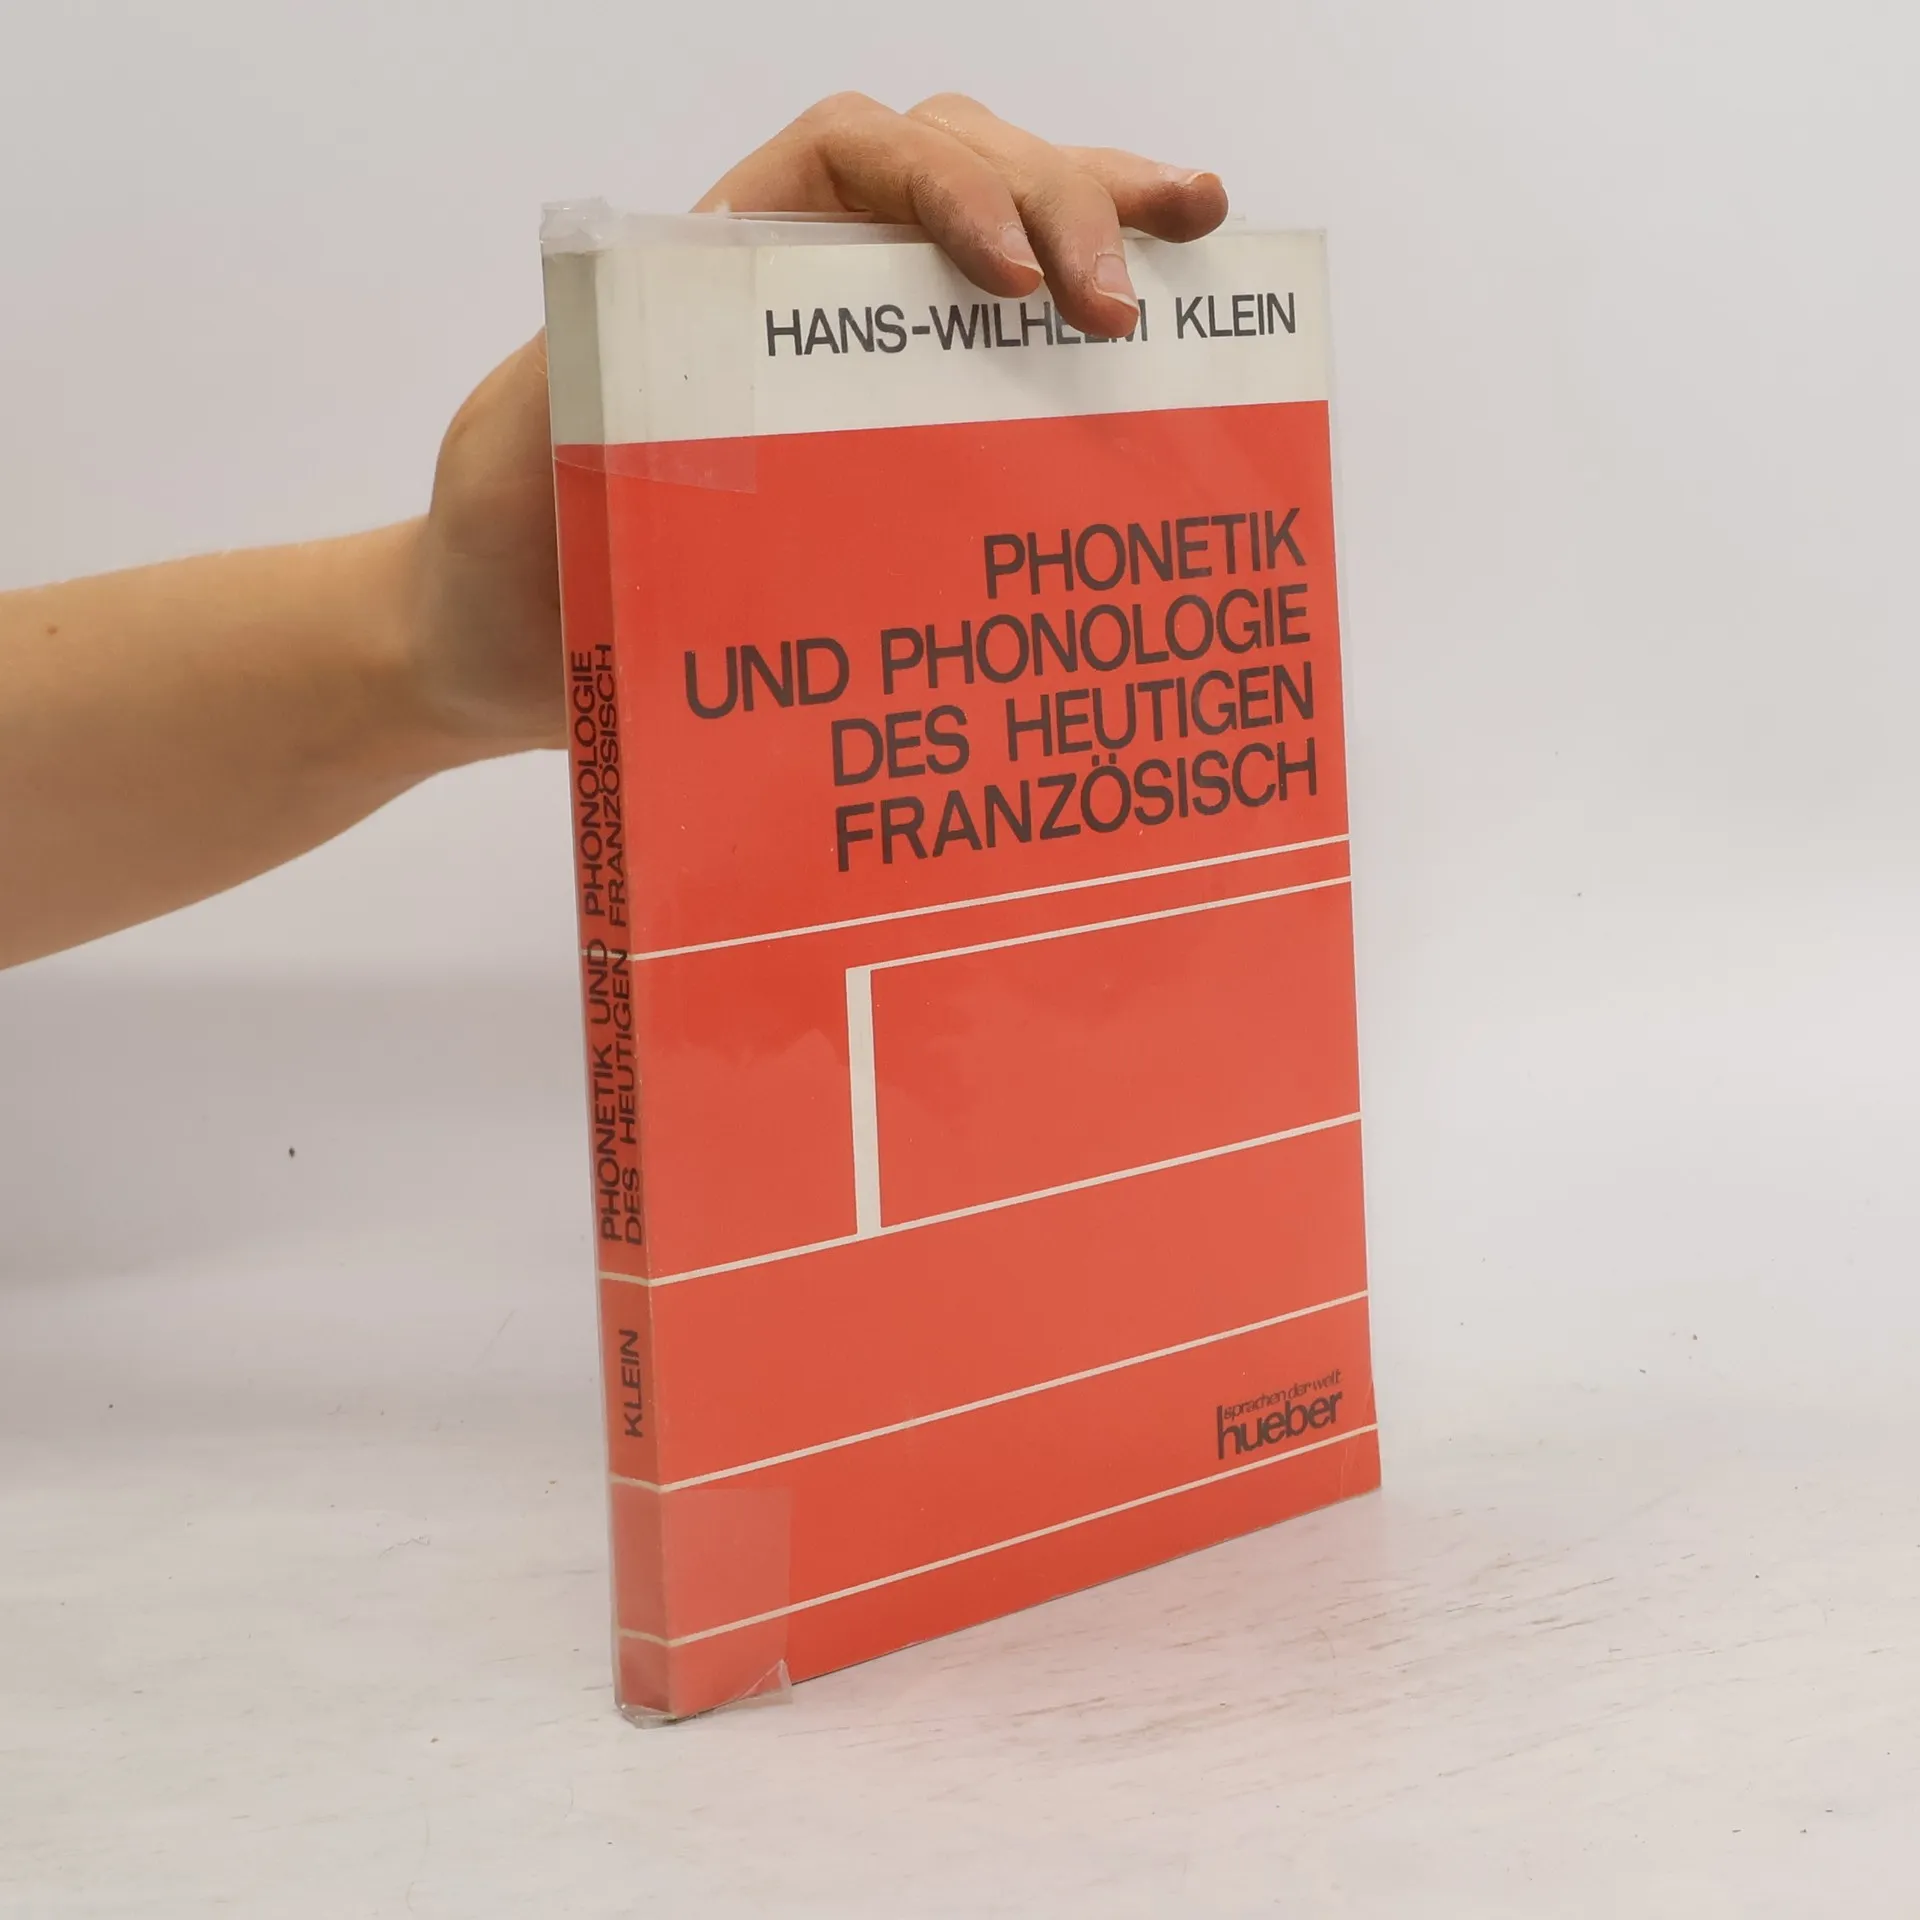 HANS-WILHELM KLEIN
PHONETIK
UND PHONOLOGIE
DES HEUTIGEN
FRANZÖSISCH
sprachen der welt
hueber
PHONETIK UND PHONOLOGIE
DES HEUTIGEN FRANZÖSISCH
KLEIN